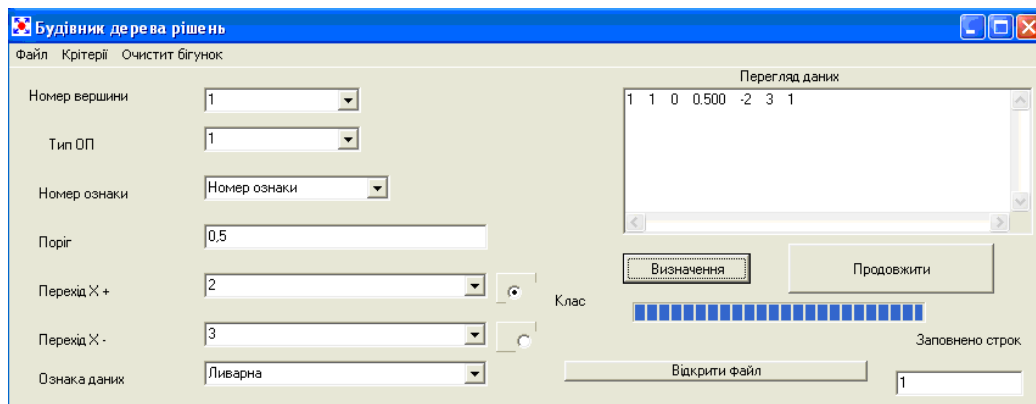 Будівник дерева рішень
Файл Крітерії Очистит бігунок
Перегляд даних
Номер вершини 1
1 1 0 0.500 -2 3 1
Тип ОП 1
Номер ознаки Номер ознаки
Поріг 0,5
Визначення Продовжити
Перехід X + 2
Клас
Перехід X - 3
Заповнено строк
Ознака даних Ливарна
Відкрити файл
1